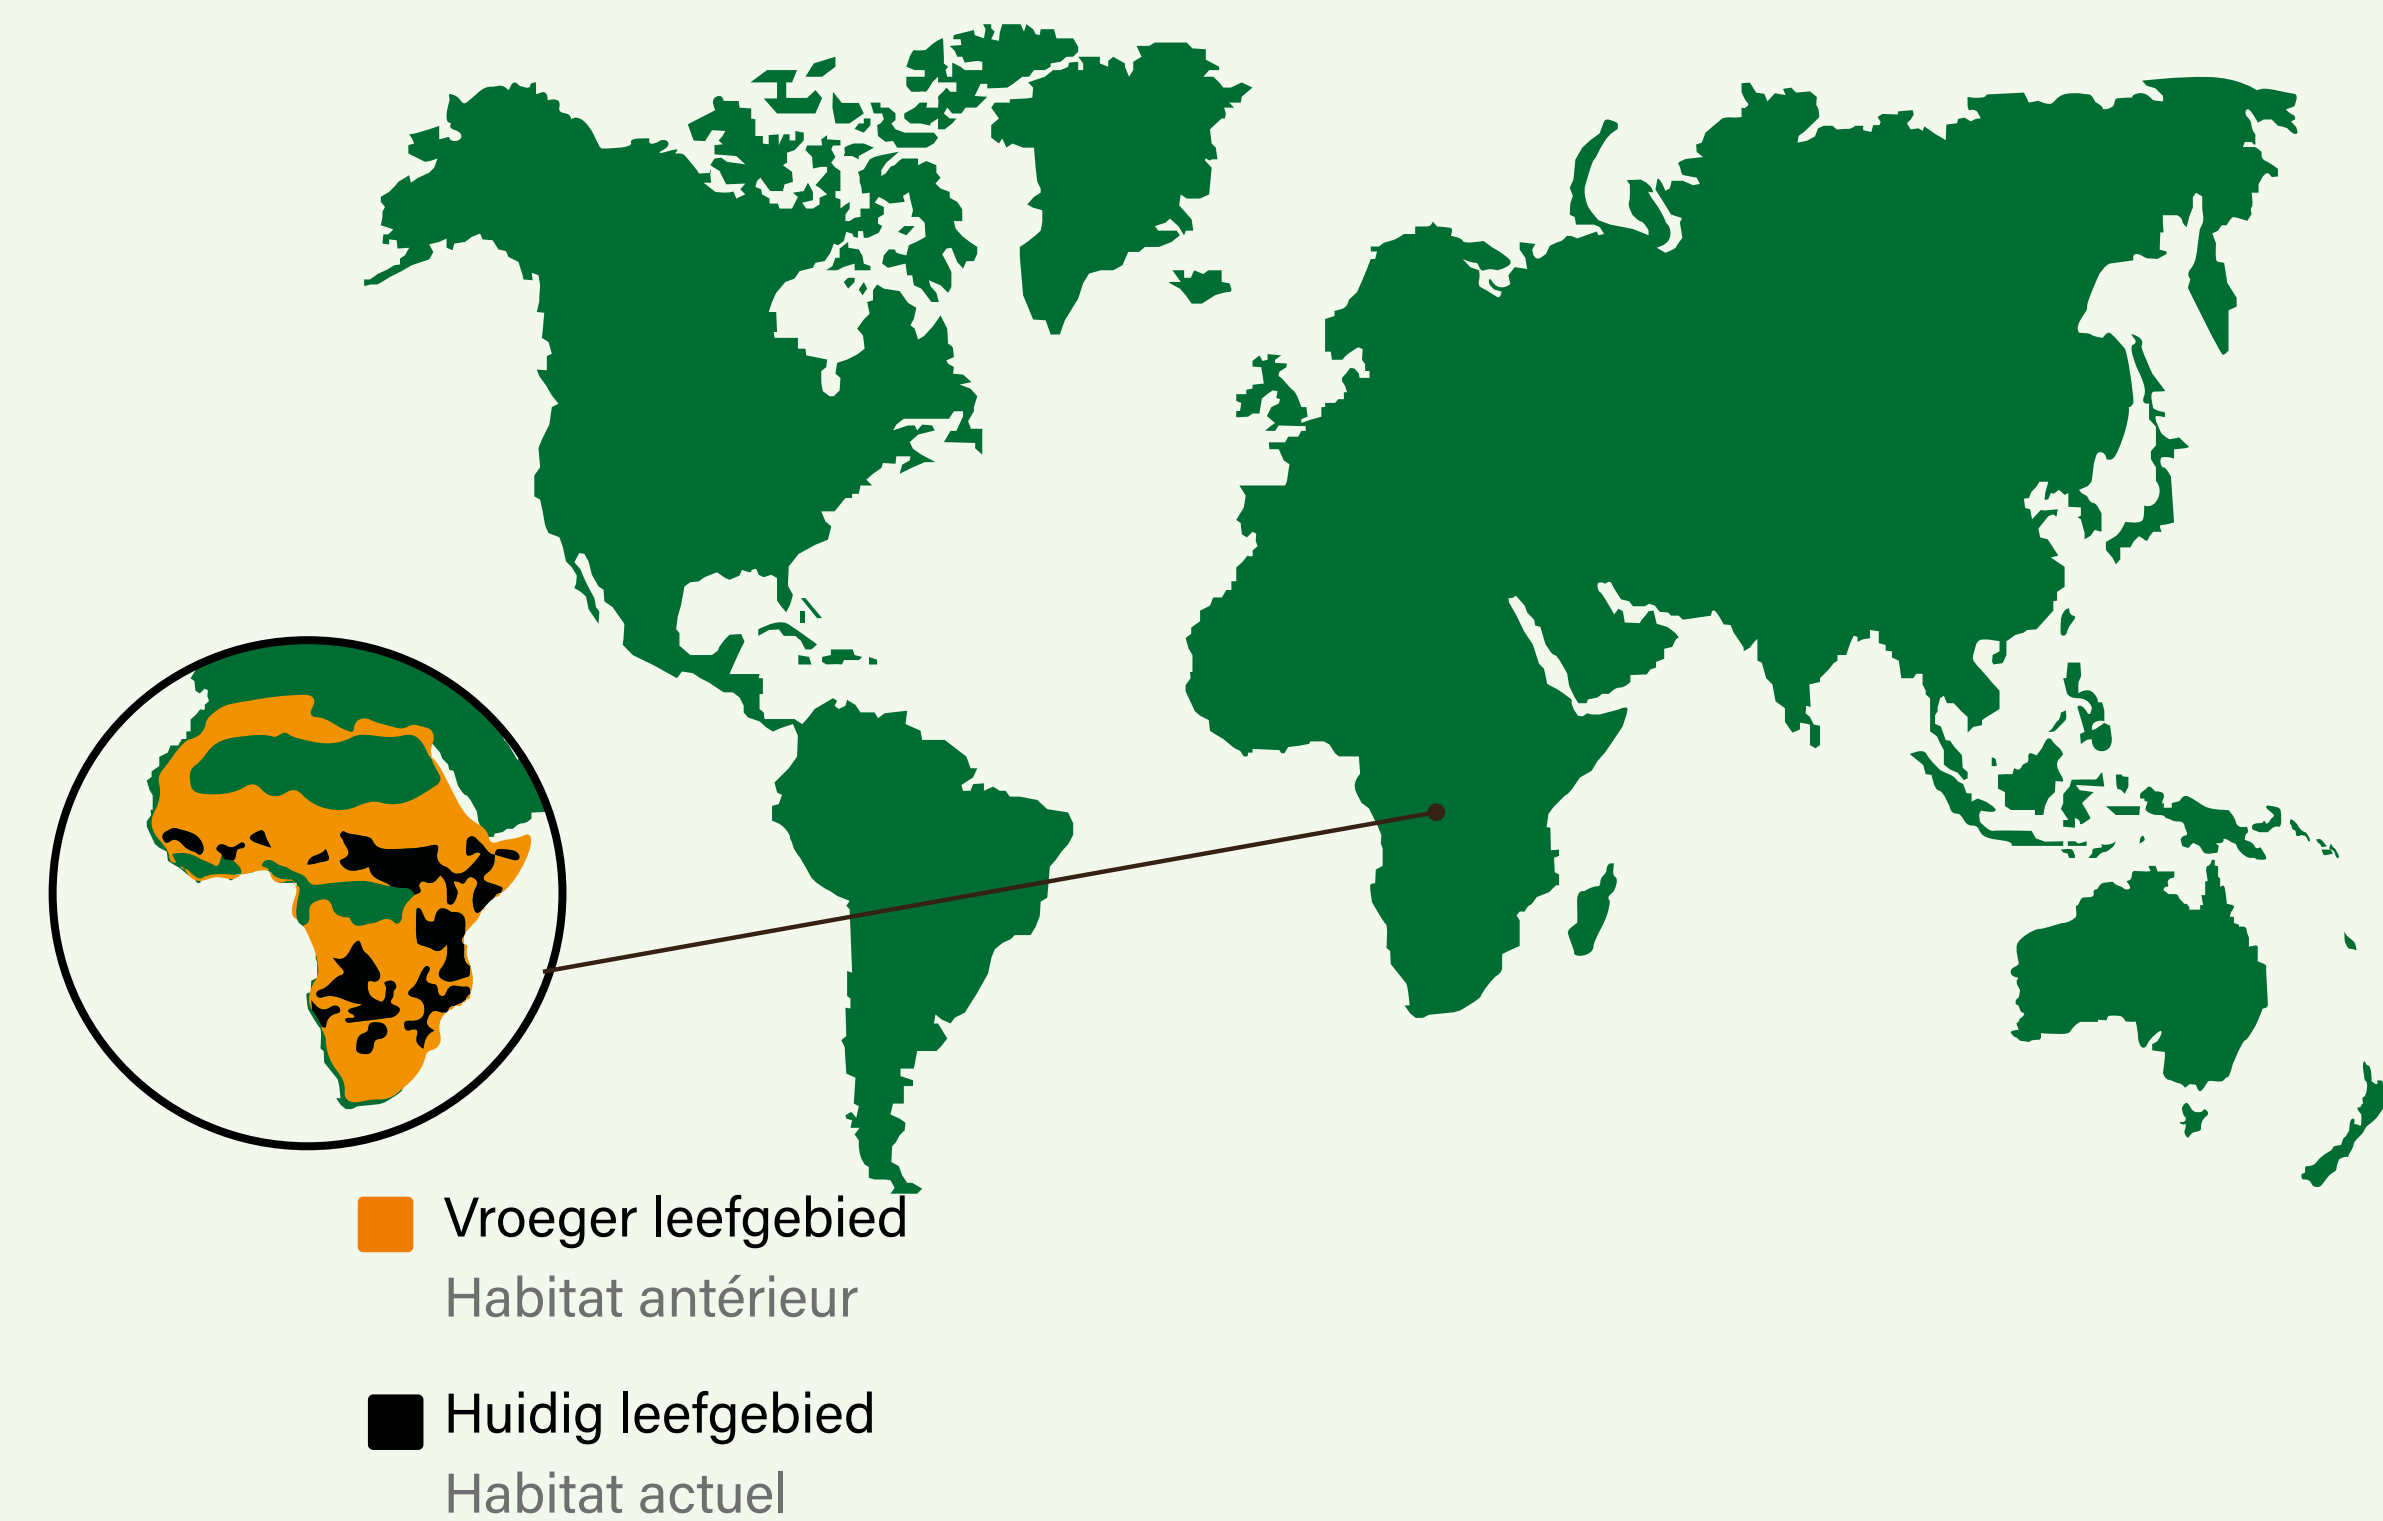 Vroeger leefgebied
Habitat antérieur
Huidig leefgebied
Habitat actuel